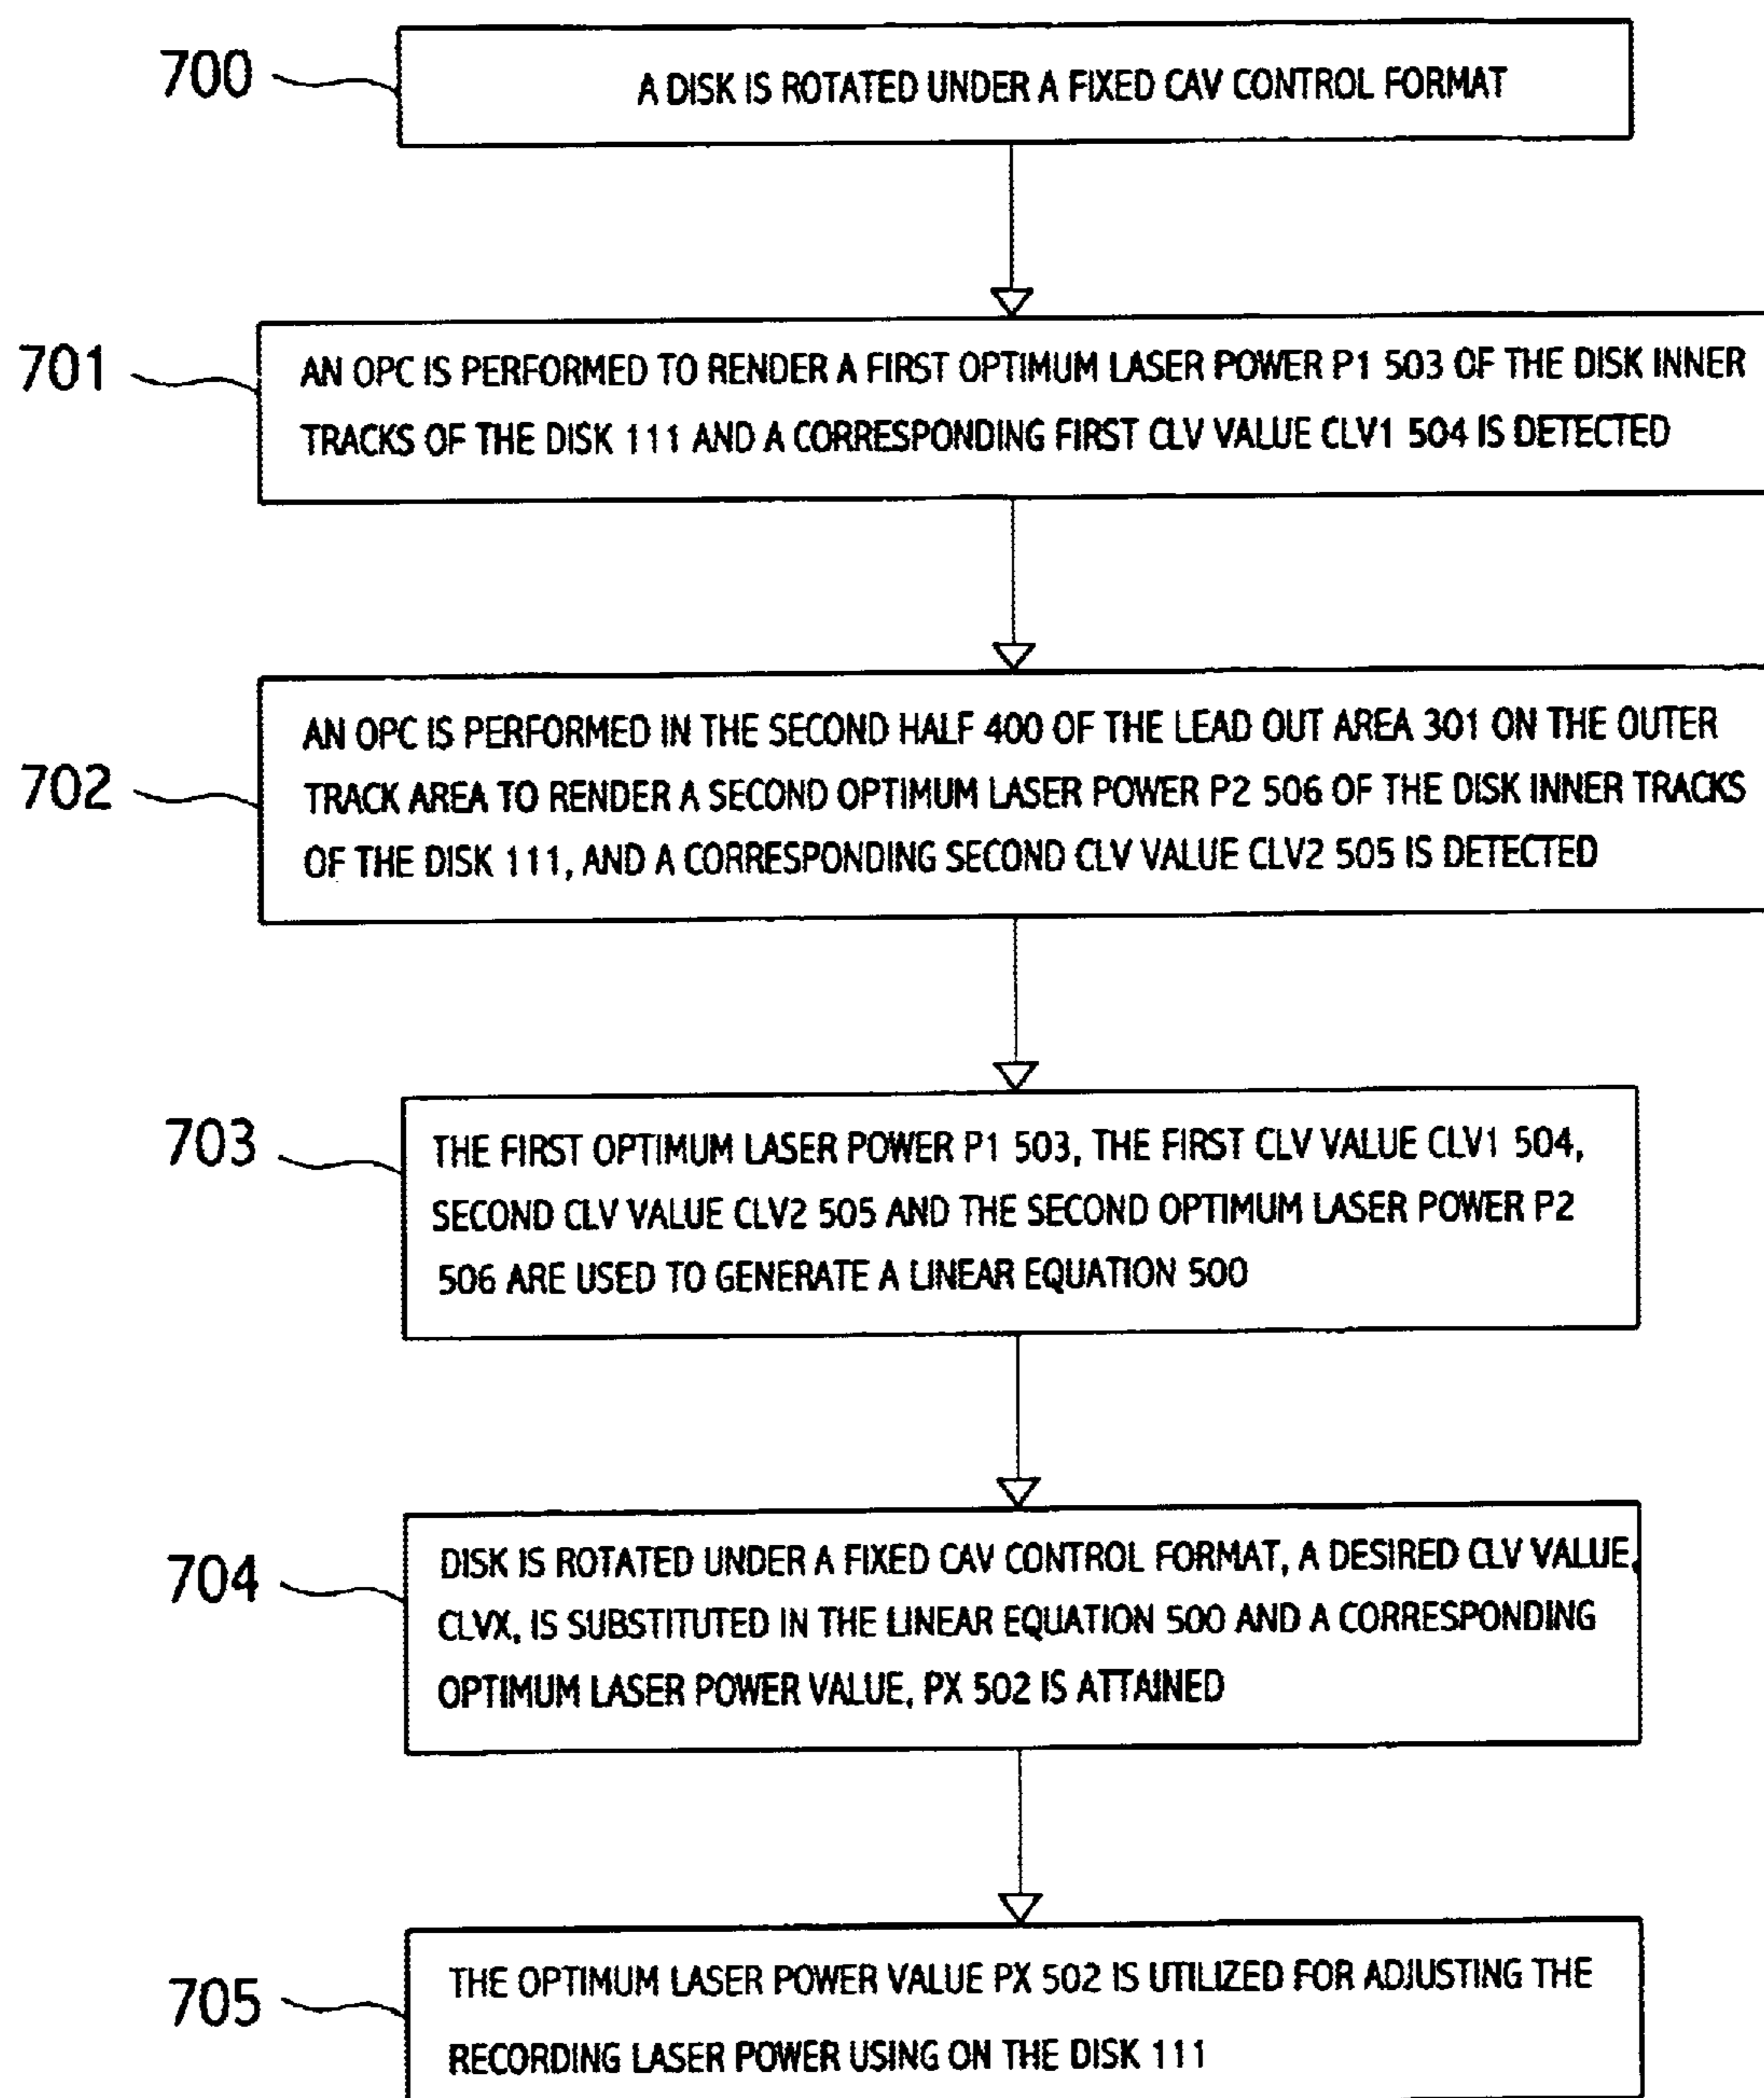 700
A DISK IS ROTATED UNDER A FIXED CAV CONTROL FORMAT
701
AN OPC IS PERFORMED TO RENDER A FIRST OPTIMUM LASER POWER P1 503 OF THE DISK INNER
TRACKS OF THE DISK 111 AND A CORRESPONDING FIRST CLV VALUE CLV1 504 IS DETECTED
702
AN OPC IS PERFORMED IN THE SECOND HALF 400 OF THE LEAD OUT AREA 301 ON THE OUTER
TRACK AREA TO RENDER A SECOND OPTIMUM LASER POWER P2 506 OF THE DISK INNER TRACKS
OF THE DISK 111, AND A CORRESPONDING SECOND CLV VALUE CLV2 505 IS DETECTED
703
THE FIRST OPTIMUM LASER POWER P1 503, THE FIRST CLV VALUE CLV1 504,
SECOND CLV VALUE CLV2 505 AND THE SECOND OPTIMUM LASER POWER P2
506 ARE USED TO GENERATE A LINEAR EQUATION 500
704
DISK IS ROTATED UNDER A FIXED CAV CONTROL FORMAT, A DESIRED CLV VALUE,
CLVX, IS SUBSTITUTED IN THE LINEAR EQUATION 500 AND A CORRESPONDING
OPTIMUM LASER POWER VALUE, PX 502 IS ATTAINED
705
THE OPTIMUM LASER POWER VALUE PX 502 IS UTILIZED FOR ADJUSTING THE
RECORDING LASER POWER USING ON THE DISK 111